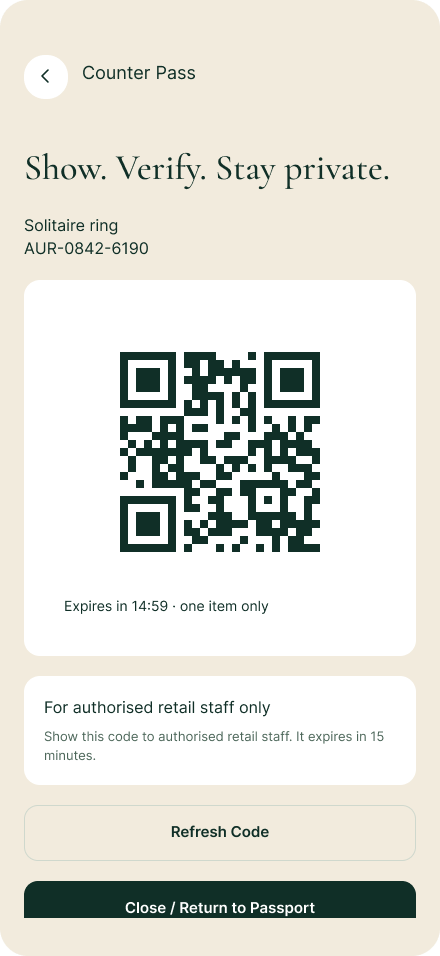 Counter Pass
Show. Verify. Stay private.
Solitaire ring
AUR-0842-6190
Expires in 14:59 · one item only
For authorised retail staff only
Show this code to authorised retail staff. It expires in 15
minutes.
Refresh Code
Close / Return to Passport